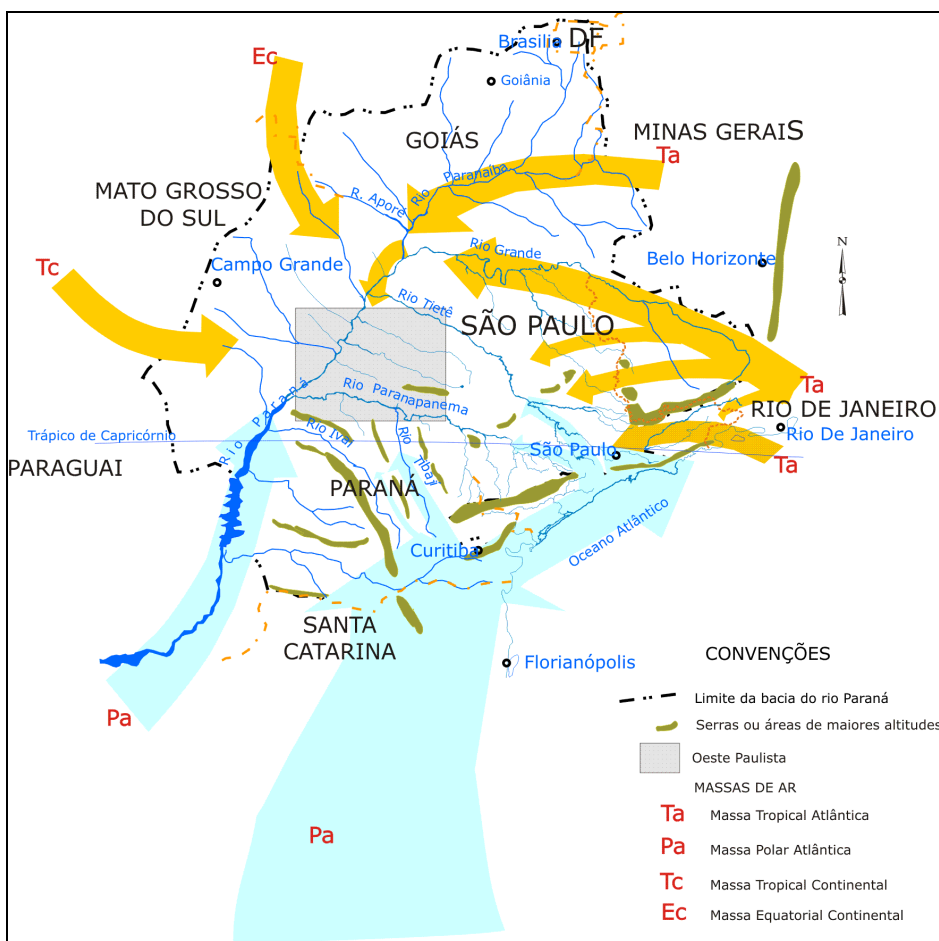 Brasilia
DF
Ec
Goiânia
GOIÁS
MINAS GERAIS
Ta
Rio Paranaíba
MATO GROSSO
DO SUL
R. Aporé
Rio Grande
Belo Horizonte
N
Tc
Campo Grande
Rio Tietê
SÃO PAULO
Rio Paraná
Rio Paranapanema
Ta
RIO DE JANEIRO
Rio De Janeiro
Trápico de Capricórnio
Rio Ivaí
Rio Tibaji
São Paulo
Ta
PARAGUAI
PARANÁ
Oceano Atlântico
Curitiba
SANTA
CATARINA
Florianópolis
Pa
Pa
CONVENÇÕES
Limite da bacia do rio Paraná
Serras ou áreas de maiores altitudes
Oeste Paulista
MASSAS DE AR
Ta Massa Tropical Atlântica
Pa Massa Polar Atlântica
Tc Massa Tropical Continental
Ec Massa Equatorial Continental